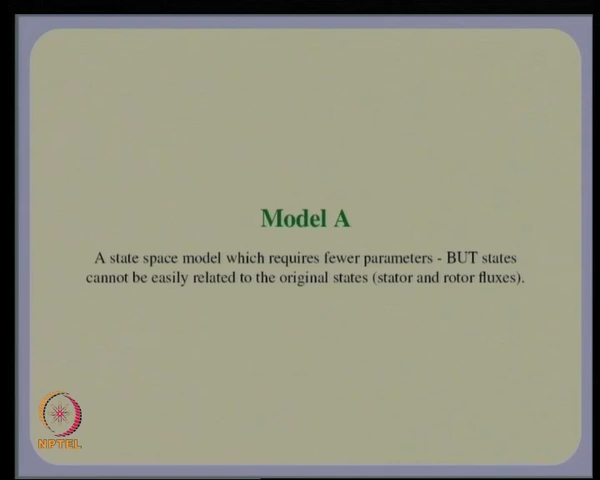 Model A
A state space model which requires fewer parameters - BUT states
cannot be easily related to the original states (stator and rotor fluxes).
NPTEL